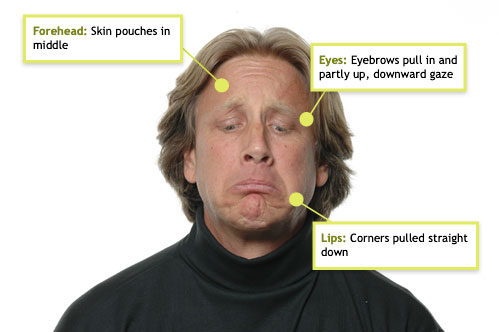 Forehead: Skin pouches in
middle
Eyes: Eyebrows pull in and
partly up, downward gaze
Lips: Corners pulled straight
down